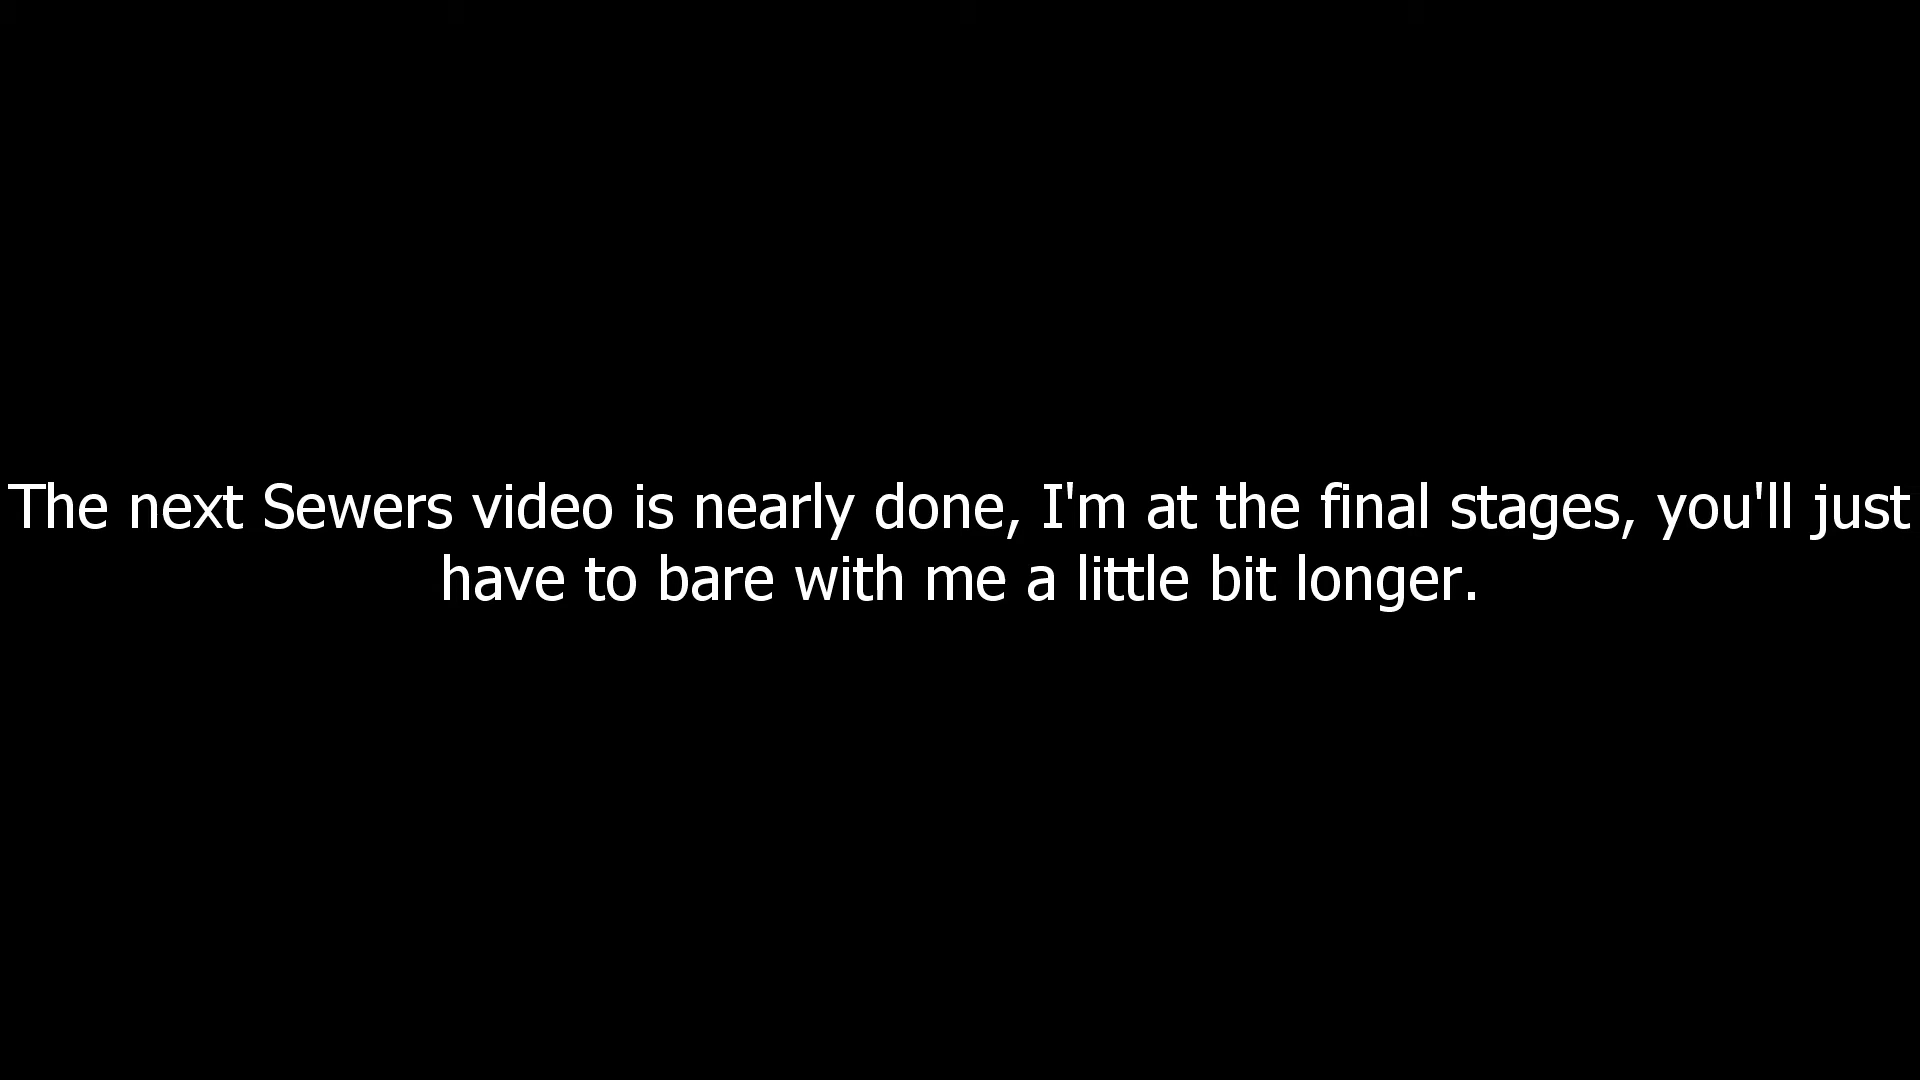 The next Sewers video is nearly done, I'm at the final stages, you'll just
have to bare with me a little bit longer.